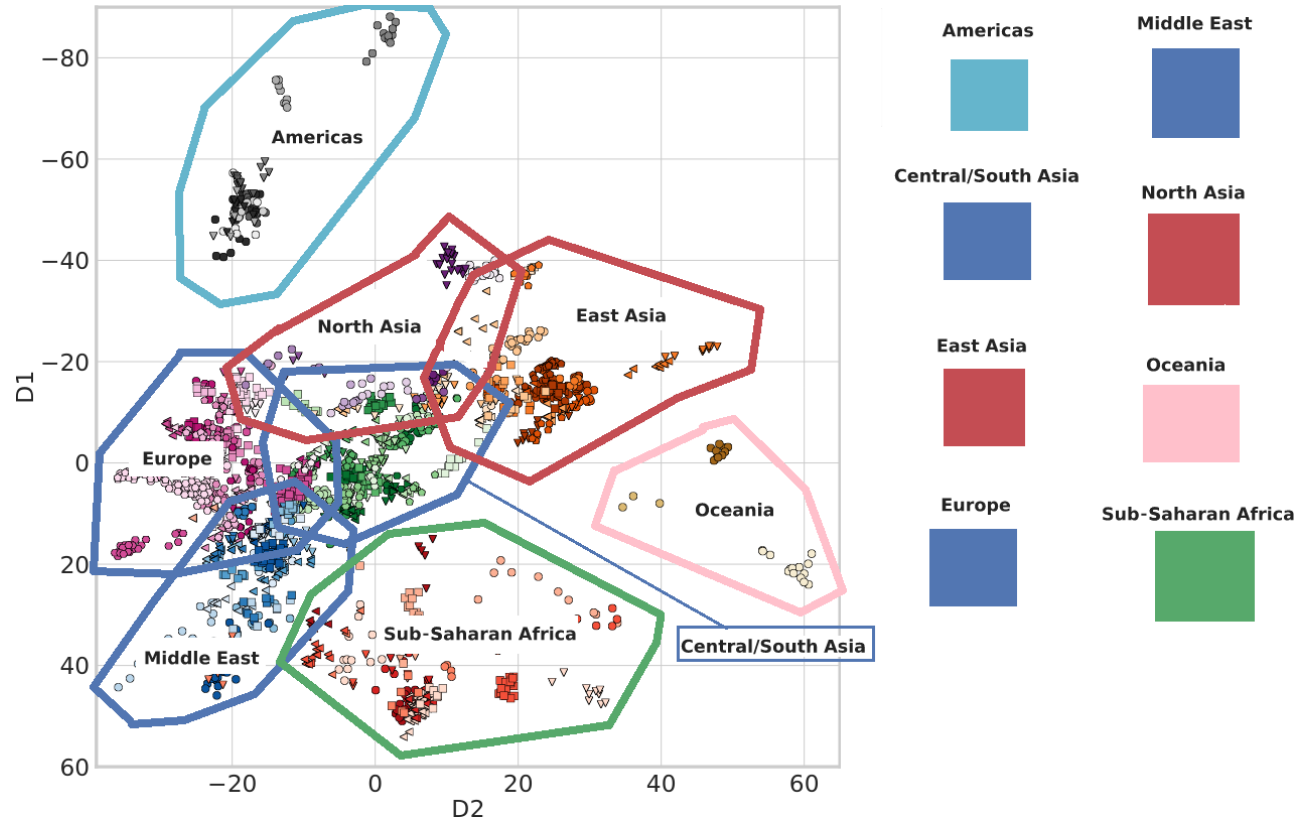 −80
−60
−40
−20
0
20
40
60
D1
−20
0
20
40
60
D2
Americas
North Asia
East Asia
Europe
Oceania
Sub-Saharan Africa
Middle East
Central/South Asia
Americas
Middle East
Central/South Asia
North Asia
East Asia
Oceania
Europe
Sub-Saharan Africa